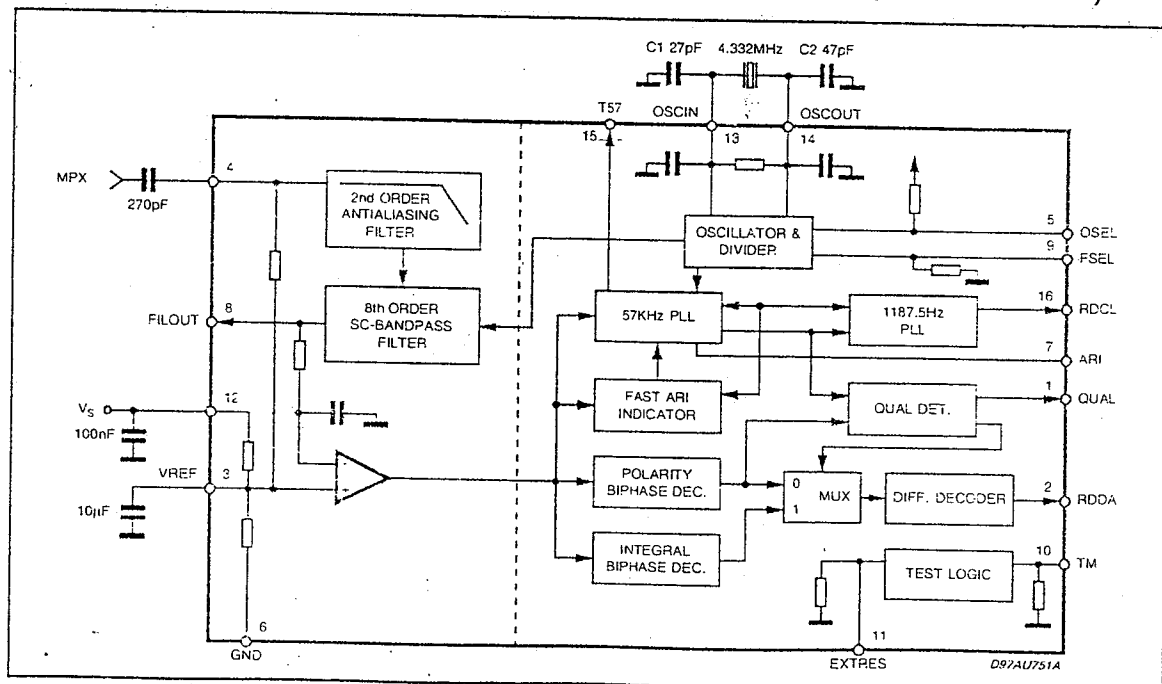 C1 27pF 4.332MHz C2 47pF
T57 OSCIN OSCOUT
15 13 14
MPX 4
270pF
2nd ORDER
ANTIALIASING
FILTER
OSCILLATOR &
DIVIDER
5 OSEL
9 FSEL
FILOUT 8
8th ORDER
SC-BANDPASS
FILTER
57KHz PLL
1187.5Hz
PLL
16 RDCL
7 ARI
FAST ARI
INDICATOR
QUAL DET.
1 QUAL
VS 12
100nF
VREF 3
10µF
- +
POLARITY
BIPHASE DEC.
0 MUX
1
DIFF. DECODER
2 RDDA
INTEGRAL
BIPHASE DEC.
TEST LOGIC
10 TM
6
GND
11
EXTRES
D97AU751A